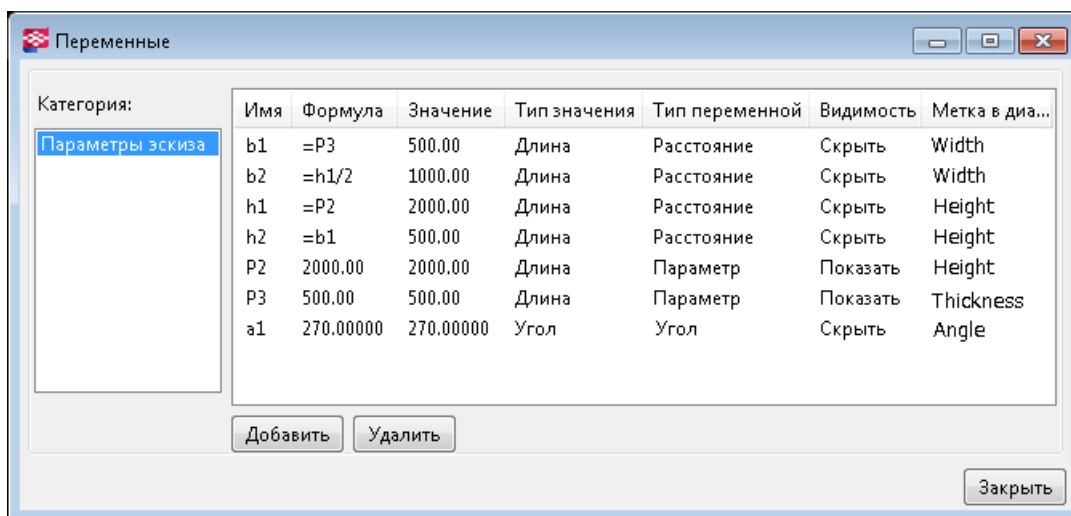 Переменные
Категория:
Параметры эскиза
Имя Формула Значение Тип значения Тип переменной Видимость Метка в диа...
b1 =P3 500.00 Длина Расстояние Скрыть Width
b2 =h1/2 1000.00 Длина Расстояние Скрыть Width
h1 =P2 2000.00 Длина Расстояние Скрыть Height
h2 =b1 500.00 Длина Расстояние Скрыть Height
P2 2000.00 2000.00 Длина Параметр Показать Height
P3 500.00 500.00 Длина Параметр Показать Thickness
a1 270.00000 270.00000 Угол Угол Скрыть Angle
Добавить Удалить
Закрыть